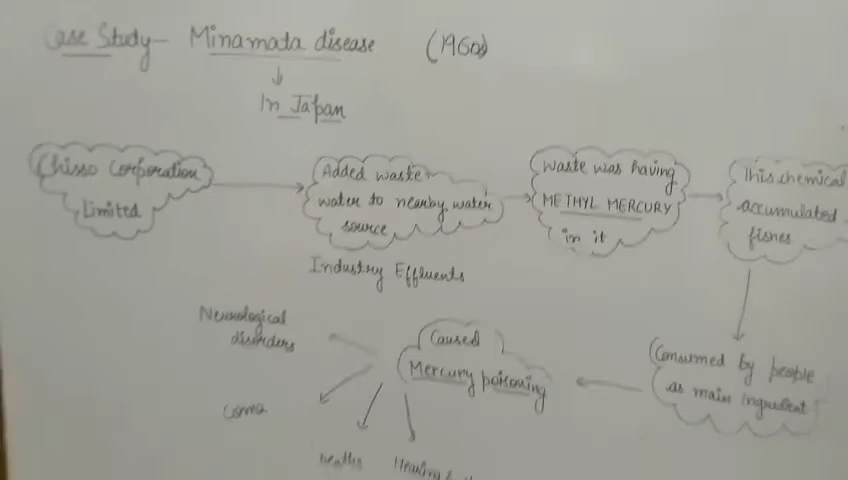 Case Study - Minamata disease (1960s)
In Japan
Chisso Corporation
Limited
Added waste
water to nearby water
source
Industry Effluents
Waste was having
METHYL MERCURY
in it
This chemical
accumulated
fishes
Consumed by people
as main ingredient
Caused
Mercury poisoning
Neurological
disorders
Coma
Deaths